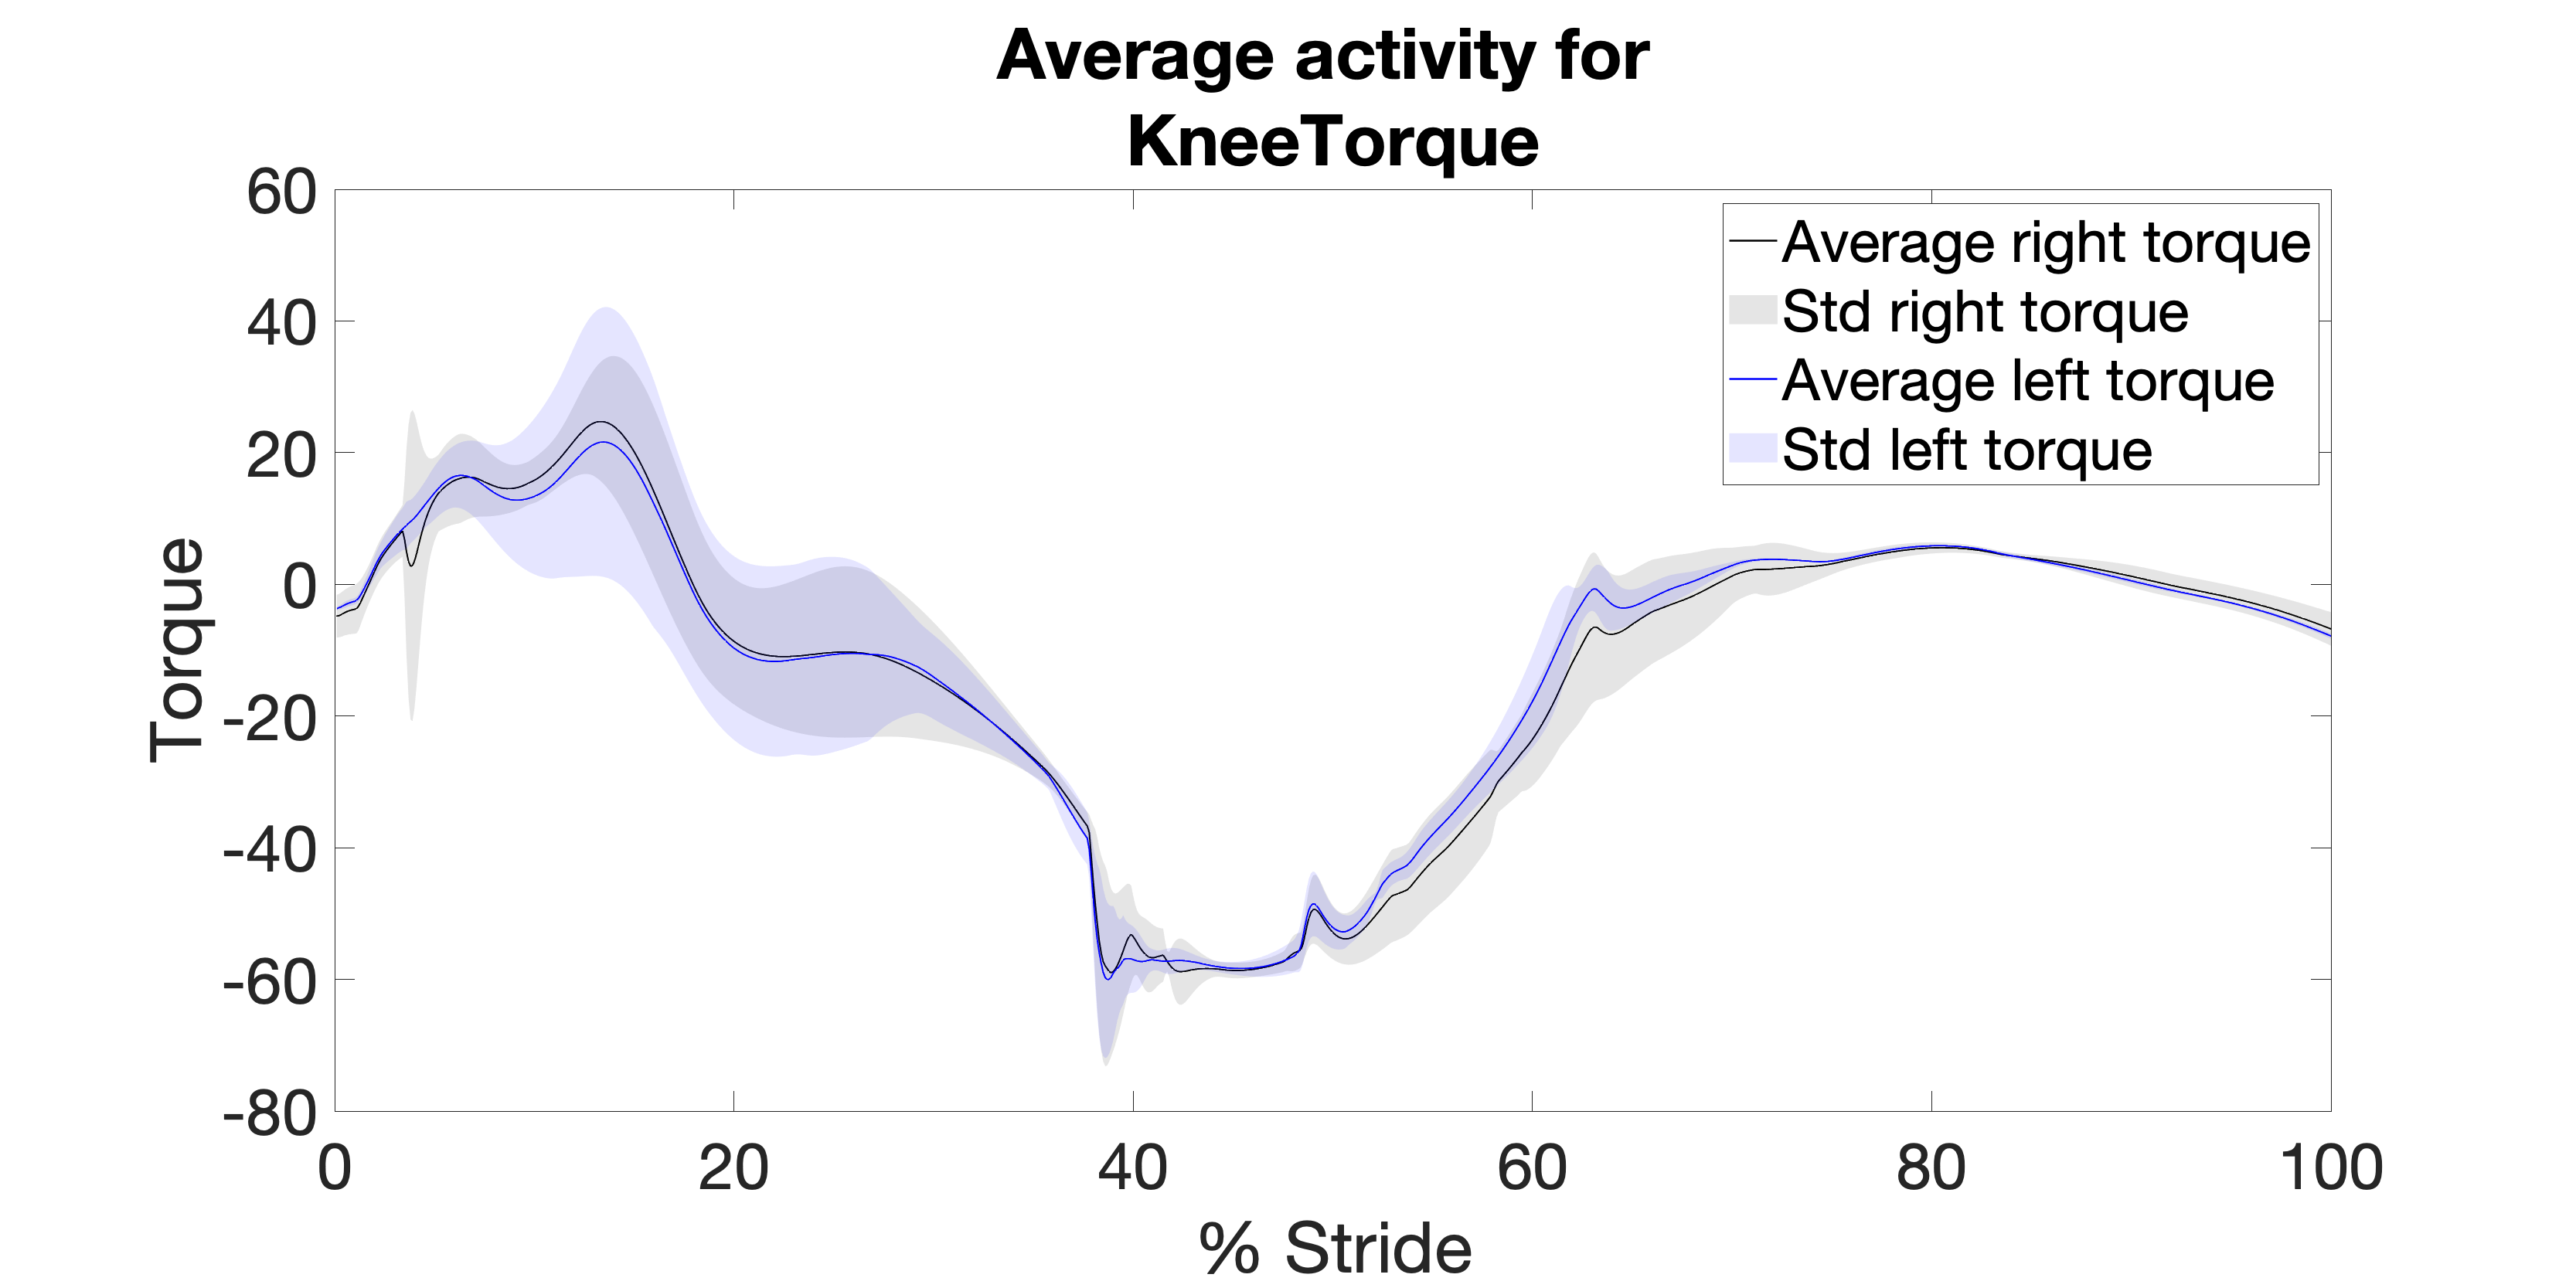 Average activity for
KneeTorque
60
40
20
0
-20
-40
-60
-80
Torque
Average right torque
Std right torque
Average left torque
Std left torque
0 20 40 60 80 100
% Stride